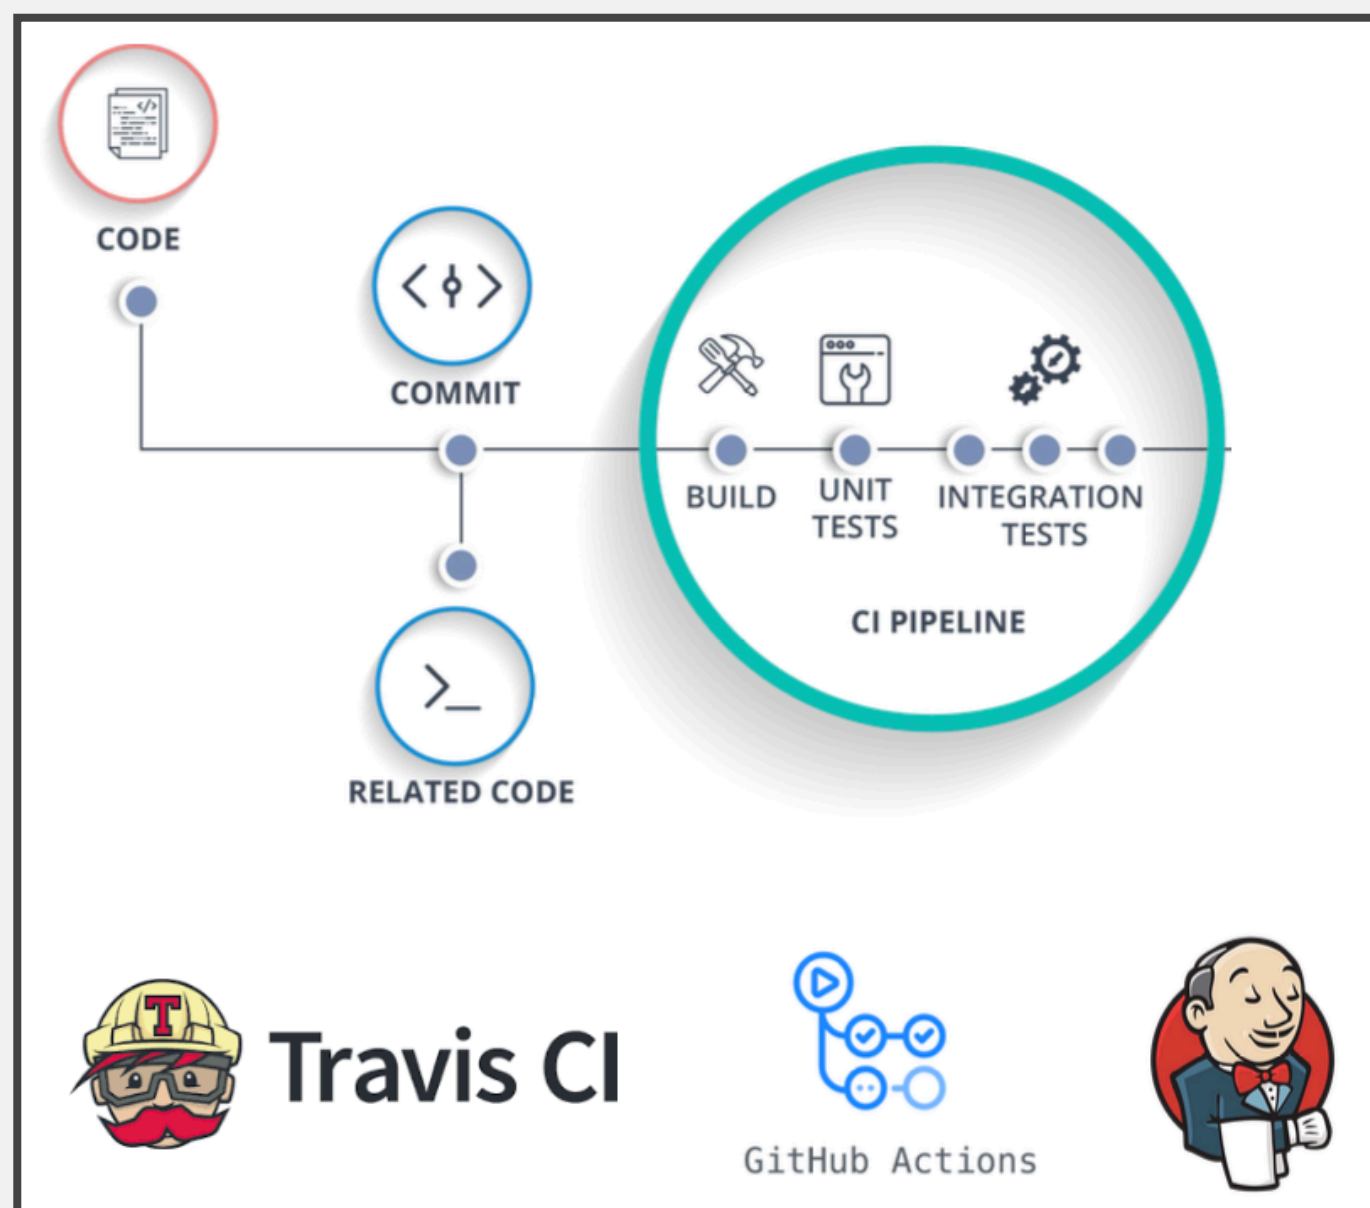 CODE
COMMIT
BUILD
UNIT
TESTS
INTEGRATION
TESTS
CI PIPELINE
RELATED CODE
T
Travis CI
GitHub Actions